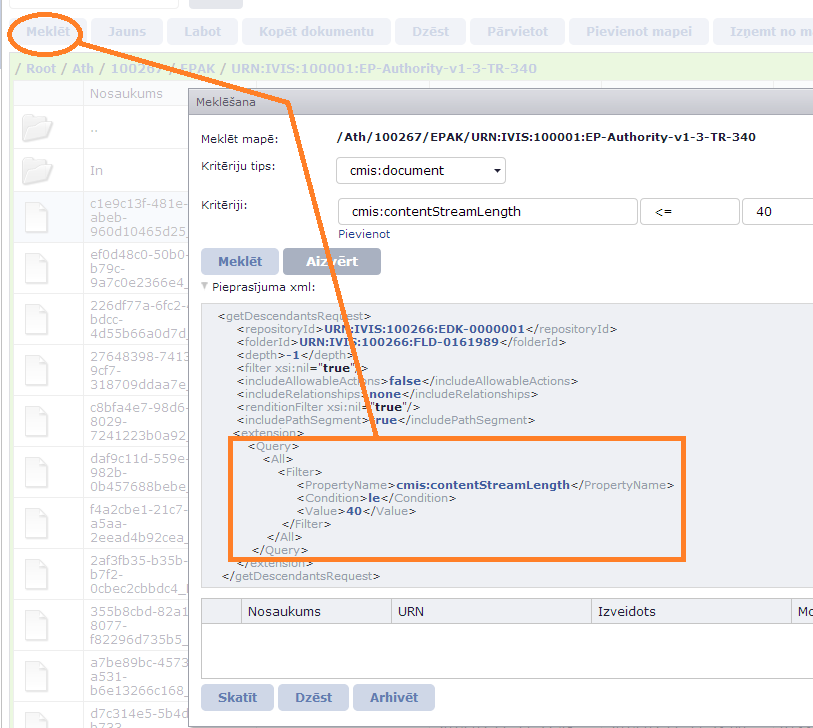 Meklēt Jauns Labot Kopēt dokumentu Dzēst Pārvietot Pievienot mapei Izņemt no m
/ Root / Ath / 100267 / EPAK / URN:IVIS:100001:EP-Authority-v1-3-TR-340
Nosaukums
..
In
c1e9c13f-481e-
abeb-
960d10465d25_
ef0d48c0-50b0-
b79c-
9a7c0e2366e4_
226df77a-6fc2-
bdcc-
4d55b66a0d7d_
27648398-7413
9cf7-
318709ddaa7e_
c8bfa4e7-98d6-
8029-
7241223b0a92_
daf9c11d-559e-
982b-
0b457688bebe_
f4a2cbe1-21c7-
a5aa-
2eead4b92cea_
2af3fb35-b35b-
b7f2-
0cbec2cbbdc4_
355b8cbd-82a1
8077-
f82296d735b5_
a7be89bc-4573
a531-
b6e13266c168_
d7c314e5-5b4d
b733-
Meklēšana
Meklēt mapē: /Ath/100267/EPAK/URN:IVIS:100001:EP-Authority-v1-3-TR-340
Kritēriju tips: cmis:document
Kritēriji: cmis:contentStreamLength <= 40
Pievienot
Meklēt Aizvērt
Pieprasījuma xml:
<getDescendantsRequest>
<repositoryId>URN:IVIS:100266:EDK-0000001</repositoryId>
<folderId>URN:IVIS:100266:FLD-0161989</folderId>
<depth>-1</depth>
<filter xsi:nil="true"/>
<includeAllowableActions>false</includeAllowableActions>
<includeRelationships>none</includeRelationships>
<renditionFilter xsi:nil="true"/>
<includePathSegment>true</includePathSegment>
<extension>
<Query>
<All>
<Filter>
<PropertyName>cmis:contentStreamLength</PropertyName>
<Condition>le</Condition>
<Value>40</Value>
</Filter>
</All>
</Query>
</extension>
</getDescendantsRequest>
Nosaukums URN Izveidots Mo
Skatīt Dzēst Arhivēt